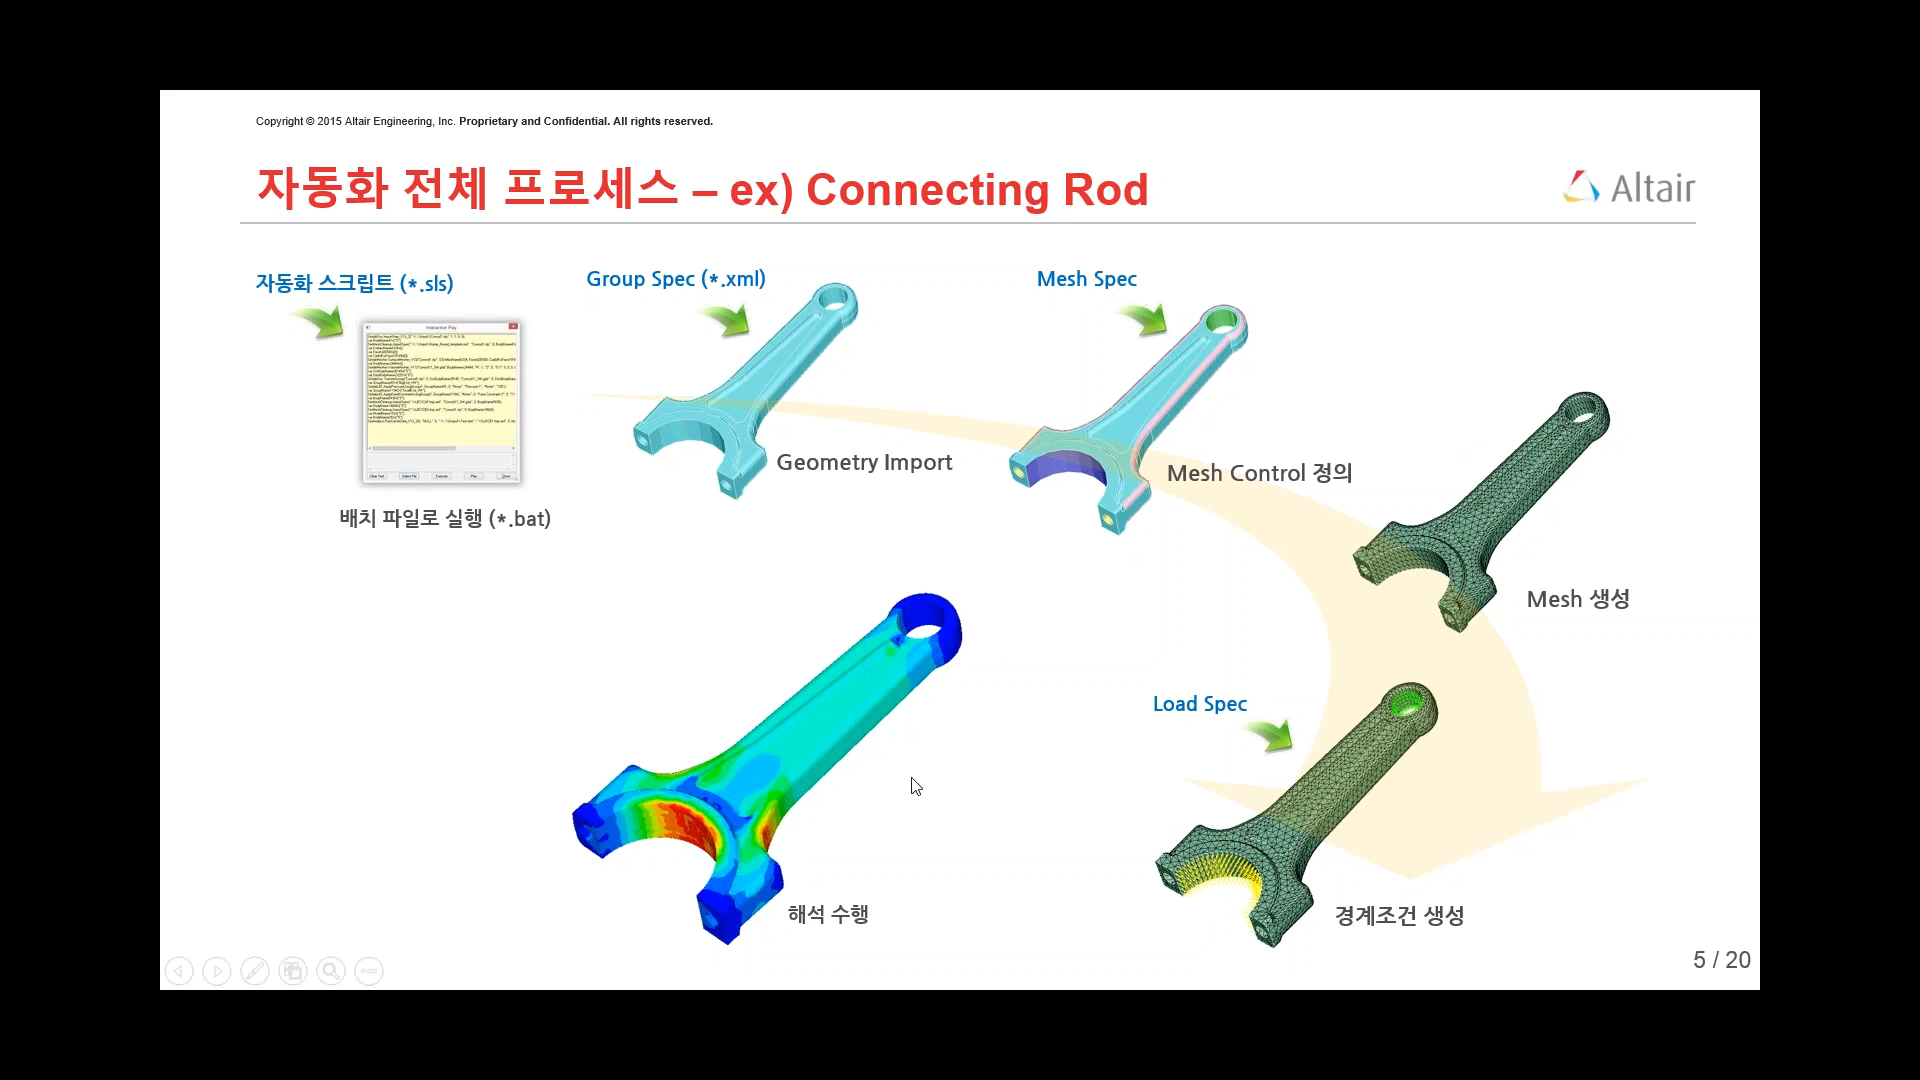 Copyright © 2015 Altair Engineering, Inc. Proprietary and Confidential. All rights reserved.
자동화 전체 프로세스 – ex) Connecting Rod
Altair
자동화 스크립트 (*.sls)
Group Spec (*.xml)
Mesh Spec
Interactive Play
Geometry Import
Mesh Control 정의
배치 파일로 실행 (*.bat)
Mesh 생성
Load Spec
해석 수행
경계조건 생성
5 / 20